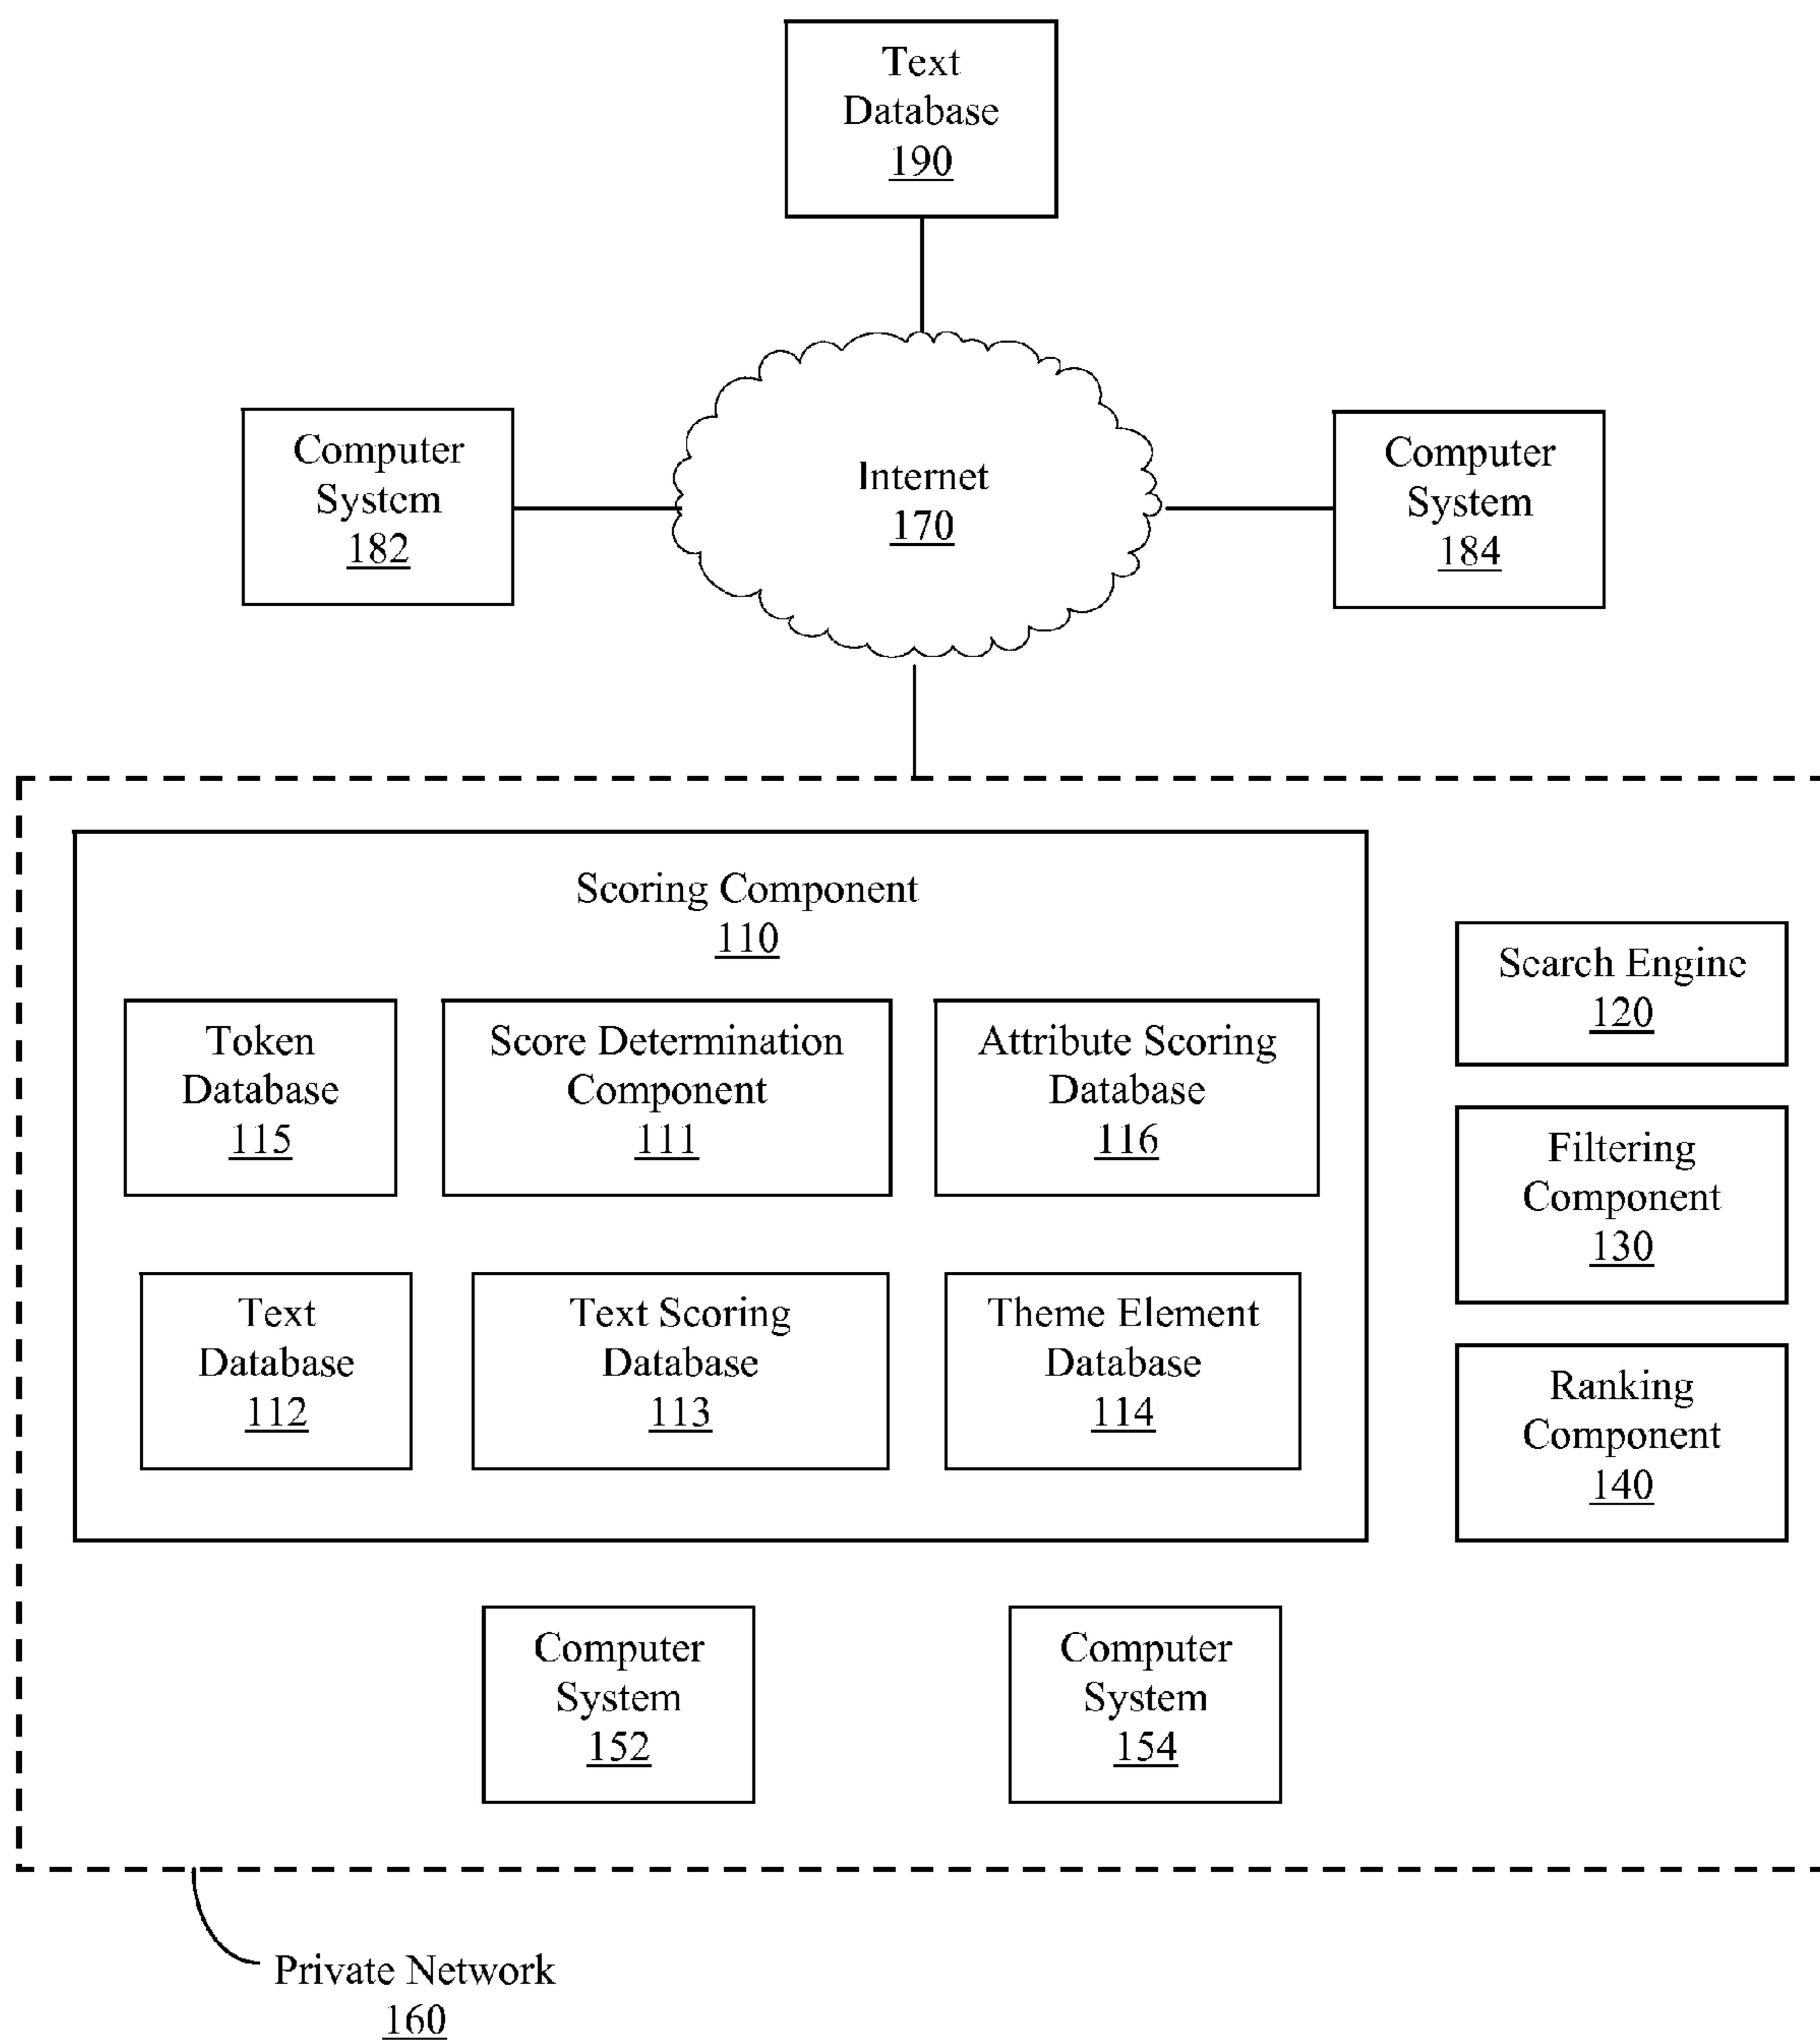 Text
Database
190
Computer
System
182
Internet
170
Computer
System
184
Scoring Component
110
Token
Database
115
Score Determination
Component
111
Attribute Scoring
Database
116
Text
Database
112
Text Scoring
Database
113
Theme Element
Database
114
Search Engine
120
Filtering
Component
130
Ranking
Component
140
Computer
System
152
Computer
System
154
Private Network
160